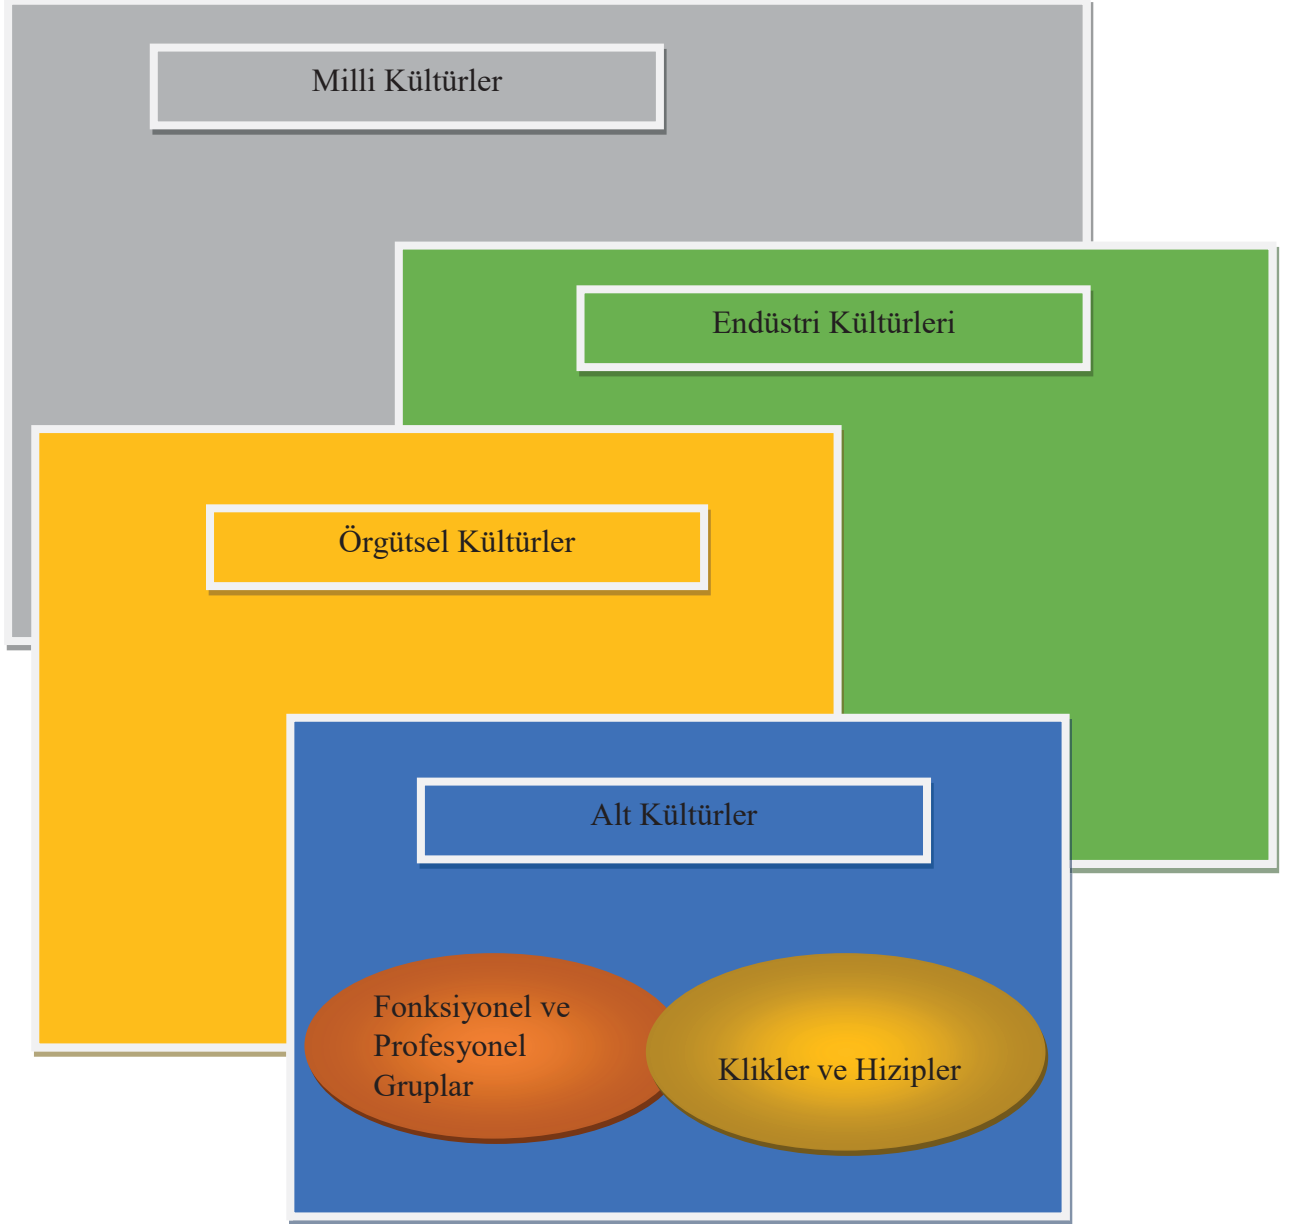 Milli Kültürler
Endüstri Kültürleri
Örgütsel Kültürler
Alt Kültürler
Fonksiyonel ve
Profesyonel
Gruplar
Klikler ve Hizipler